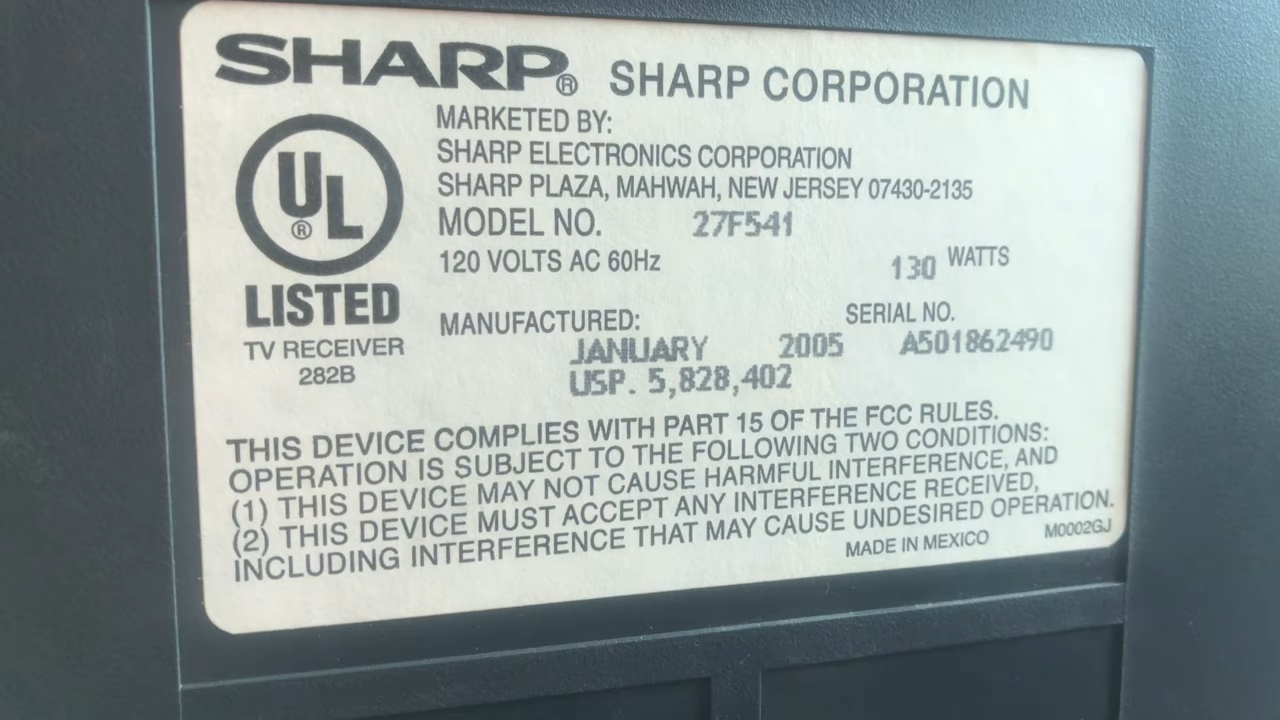 SHARP® SHARP CORPORATION
MARKETED BY:
SHARP ELECTRONICS CORPORATION
SHARP PLAZA, MAHWAH, NEW JERSEY 07430-2135
MODEL NO. 27F541
120 VOLTS AC 60Hz 130 WATTS
UL®
LISTED
TV RECEIVER
282B
MANUFACTURED: SERIAL NO.
JANUARY 2005 A501862490
USP. 5,828,402
THIS DEVICE COMPLIES WITH PART 15 OF THE FCC RULES.
OPERATION IS SUBJECT TO THE FOLLOWING TWO CONDITIONS:
(1) THIS DEVICE MAY NOT CAUSE HARMFUL INTERFERENCE, AND
(2) THIS DEVICE MUST ACCEPT ANY INTERFERENCE RECEIVED,
INCLUDING INTERFERENCE THAT MAY CAUSE UNDESIRED OPERATION.
MADE IN MEXICO M0002GJ